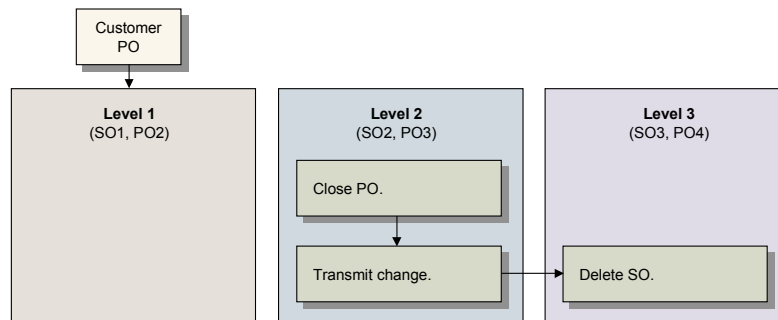 Customer
PO
Level 1
(SO1, PO2)
Level 2
(SO2, PO3)
Level 3
(SO3, PO4)
Close PO.
Transmit change.
Delete SO.